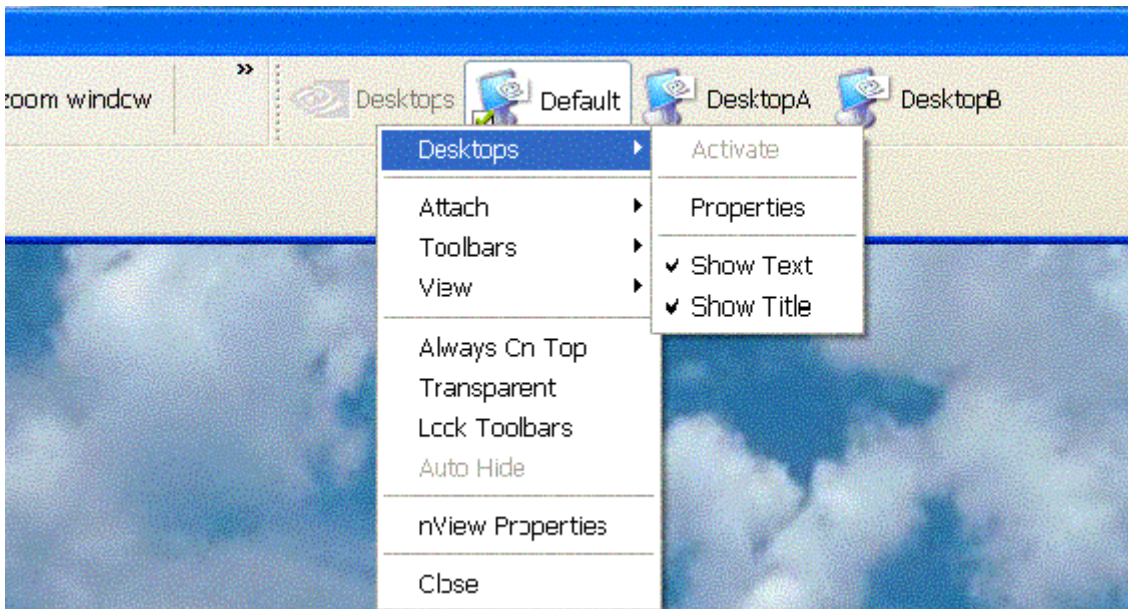 zoom window
»
Desktops
Default
DesktopA
DesktopB
Desktops
Activate
Properties
Attach
Toolbars
View
Show Text
Show Title
Always On Top
Transparent
Lock Toolbars
Auto Hide
nView Properties
Close